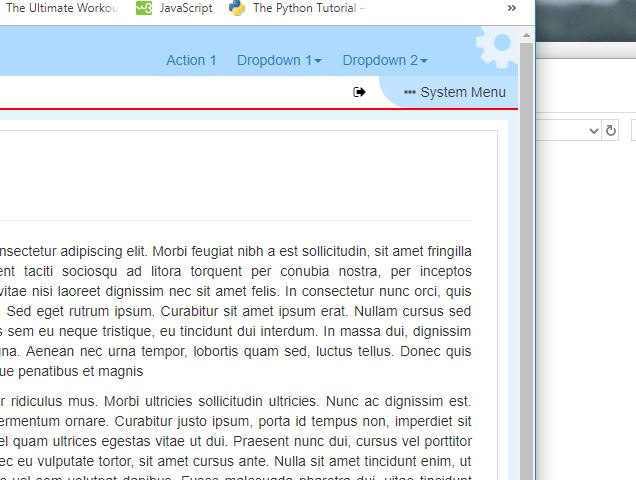 The Ultimate Workou
JavaScript
The Python Tutorial –
»
Action 1
Dropdown 1
Dropdown 2
System Menu
nsectetur adipiscing elit. Morbi feugiat nibh a est sollicitudin, sit amet fringilla
ent taciti sociosqu ad litora torquent per conubia nostra, per inceptos
vitae nisi laoreet dignissim nec sit amet felis. In consectetur nunc orci, quis
. Sed eget rutrum ipsum. Curabitur sit amet ipsum erat. Nullam cursus sed
s sem eu neque tristique, eu tincidunt dui interdum. In massa dui, dignissim
gna. Aenean nec urna tempor, lobortis quam sed, luctus tellus. Donec quis
ue penatibus et magnis
r ridiculus mus. Morbi ultricies sollicitudin ultricies. Nunc ac dignissim est.
ermentum ornare. Curabitur justo ipsum, porta id tempus non, imperdiet sit
el quam ultrices egestas vitae ut dui. Praesent nunc dui, cursus vel porttitor
ec eu vulputate tortor, sit amet cursus ante. Nulla sit amet tincidunt enim, ut